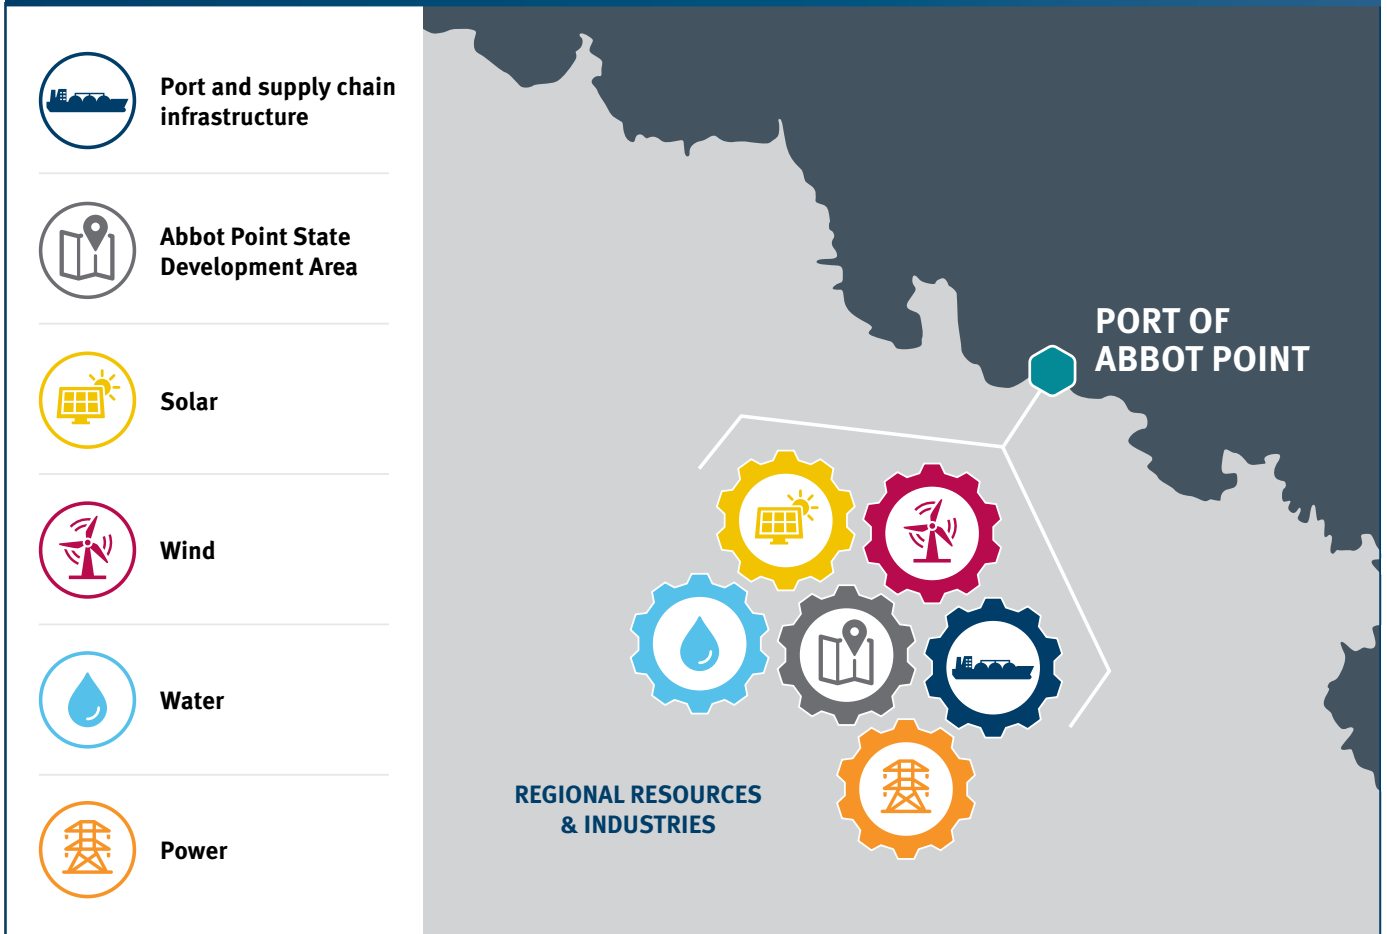 Port and supply chain
infrastructure
Abbot Point State
Development Area
Solar
Wind
Water
Power
PORT OF
ABBOT POINT
REGIONAL RESOURCES
& INDUSTRIES